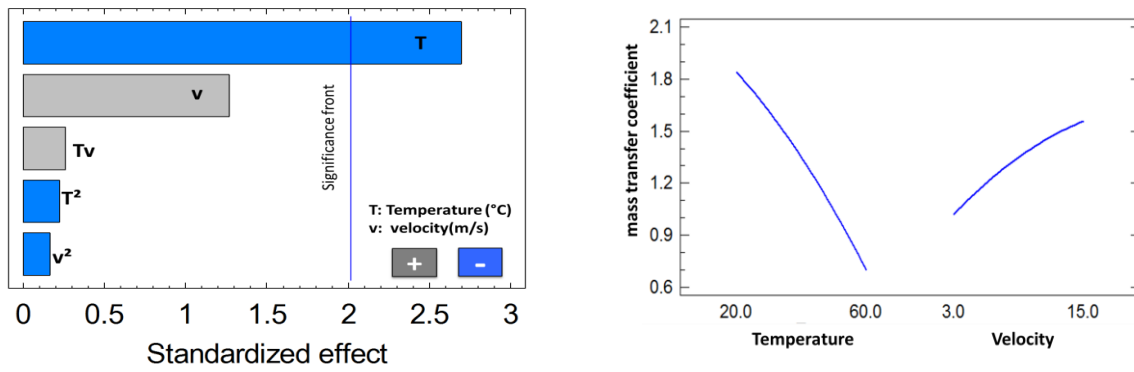 T
v
Tv
T²
v²
Significance front
T: Temperature (°C)
v: velocity(m/s)
+ -
0 0.5 1 1.5 2 2.5 3
Standardized effect
mass transfer coefficient
2.1
1.8
1.5
1.2
0.9
0.6
20.0 60.0 3.0 15.0
Temperature Velocity